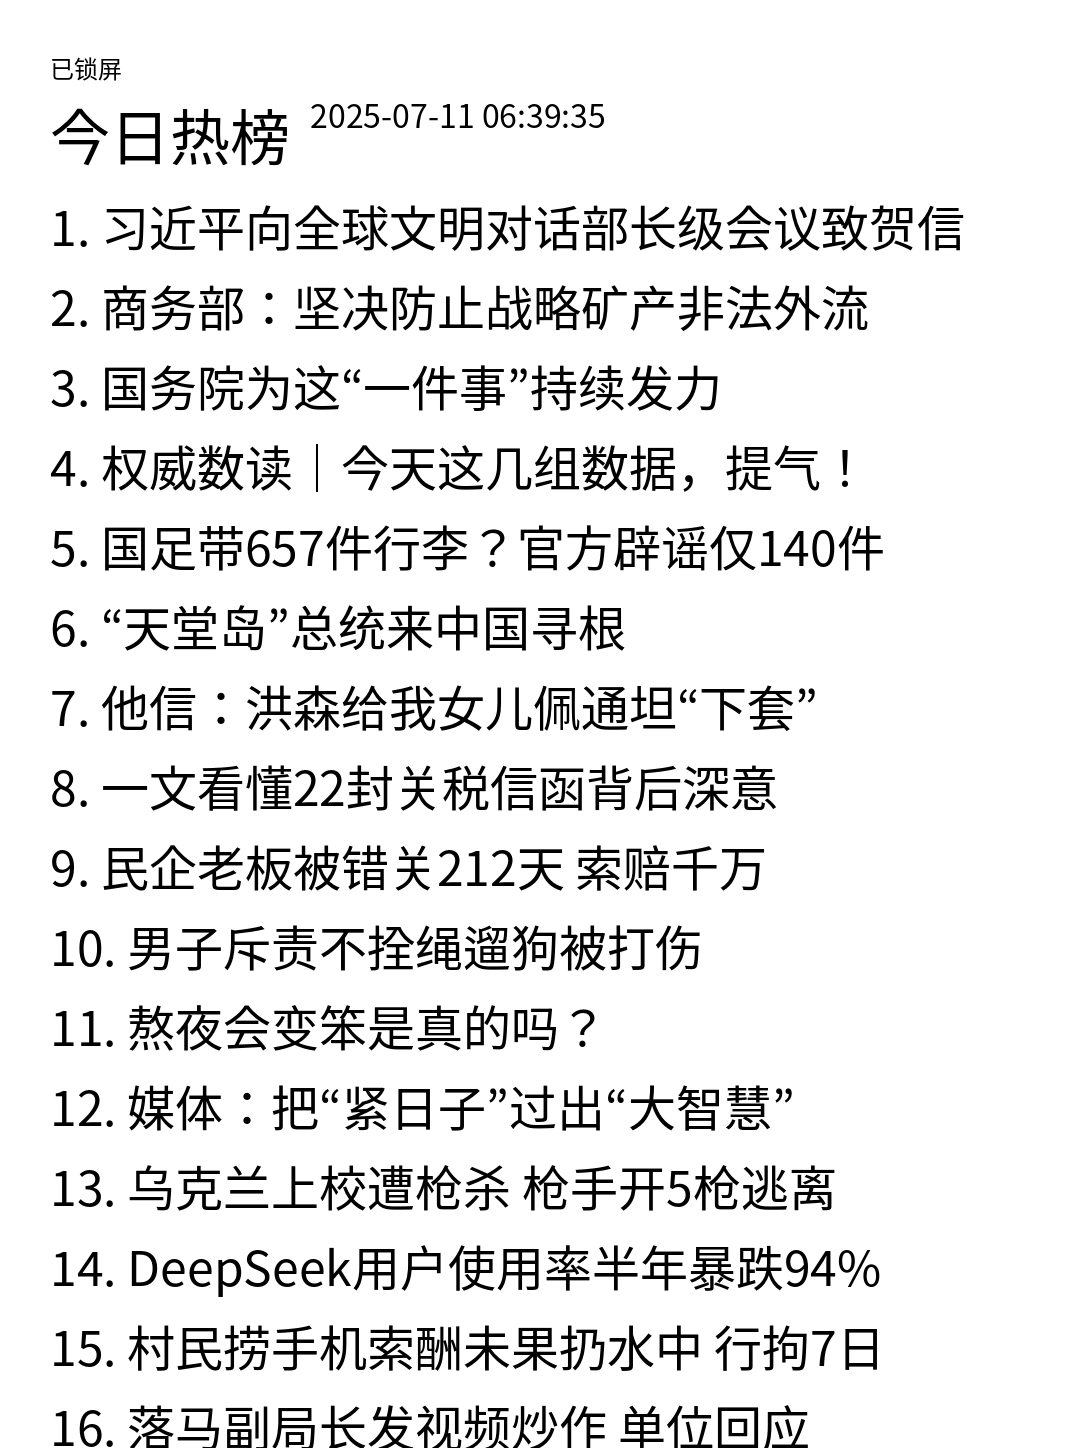 已锁屏
今日热榜 2025-07-11 06:39:35
1. 习近平向全球文明对话部长级会议致贺信
2. 商务部：坚决防止战略矿产非法外流
3. 国务院为这“一件事”持续发力
4. 权威数读｜今天这几组数据，提气！
5. 国足带657件行李？官方辟谣仅140件
6. “天堂岛”总统来中国寻根
7. 他信：洪森给我女儿佩通坦“下套”
8. 一文看懂22封关税信函背后深意
9. 民企老板被错关212天 索赔千万
10. 男子斥责不拴绳遛狗被打伤
11. 熬夜会变笨是真的吗？
12. 媒体：把“紧日子”过出“大智慧”
13. 乌克兰上校遭枪杀 枪手开5枪逃离
14. DeepSeek用户使用率半年暴跌94%
15. 村民捞手机索酬未果扔水中 行拘7日
16. 落马副局长发视频炒作 单位回应